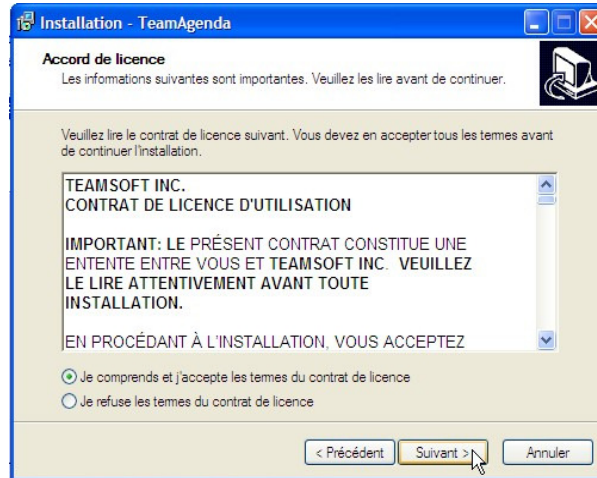 Installation - TeamAgenda
Accord de licence
Les informations suivantes sont importantes. Veuillez les lire avant de continuer.
Veuillez lire le contrat de licence suivant. Vous devez en accepter tous les termes avant
de continuer l'installation.
TEAMSOFT INC.
CONTRAT DE LICENCE D'UTILISATION
IMPORTANT: LE PRÉSENT CONTRAT CONSTITUE UNE
ENTENTE ENTRE VOUS ET TEAMSOFT INC. VEUILLEZ
LE LIRE ATTENTIVEMENT AVANT TOUTE
INSTALLATION.
EN PROCÉDANT À L'INSTALLATION, VOUS ACCEPTEZ
Je comprends et j'accepte les termes du contrat de licence
Je refuse les termes du contrat de licence
< Précédent Suivant > Annuler